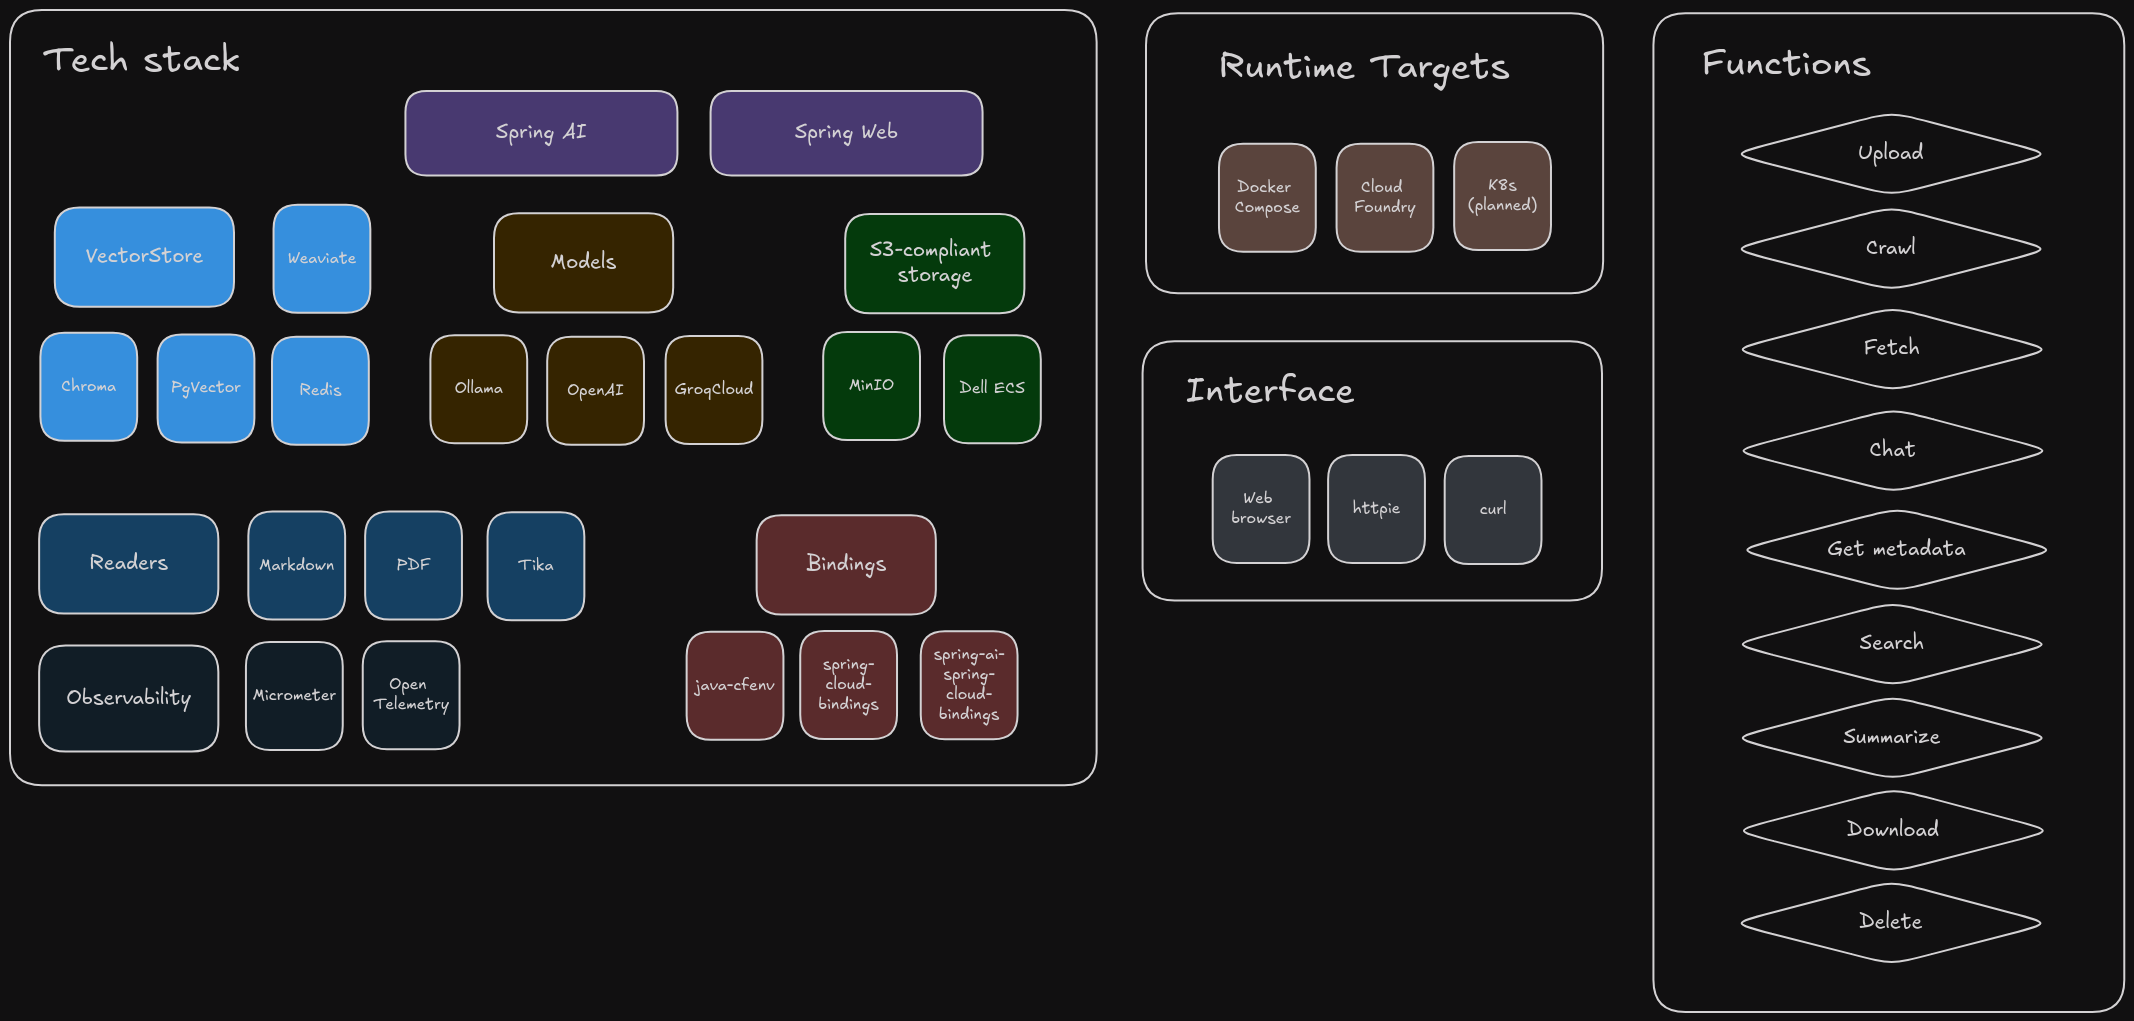 Tech stack
Spring AI
Spring Web
VectorStore
Weaviate
Models
S3-compliant
storage
Chroma
PgVector
Redis
Ollama
OpenAI
GroqCloud
MinIO
Dell ECS
Readers
Markdown
PDF
Tika
Bindings
Observability
Micrometer
Open
Telemetry
java-cfenv
spring-
cloud-
bindings
spring-ai-
spring-
cloud-
bindings
Runtime Targets
Docker
Compose
Cloud
Foundry
K8s
(planned)
Interface
Web
browser
httpie
curl
Functions
Upload
Crawl
Fetch
Chat
Get metadata
Search
Summarize
Download
Delete